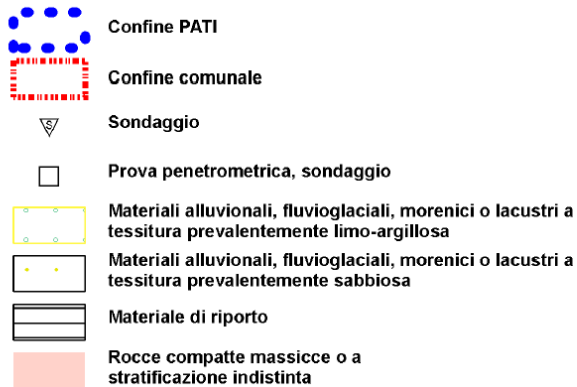 Confine PATI
Confine comunale
S
Sondaggio
Prova penetrometrica, sondaggio
Materiali alluvionali, fluvioglaciali, morenici o lacustri a
tessitura prevalentemente limo-argillosa
Materiali alluvionali, fluvioglaciali, morenici o lacustri a
tessitura prevalentemente sabbiosa
Materiale di riporto
Rocce compatte massicce o a
stratificazione indistinta